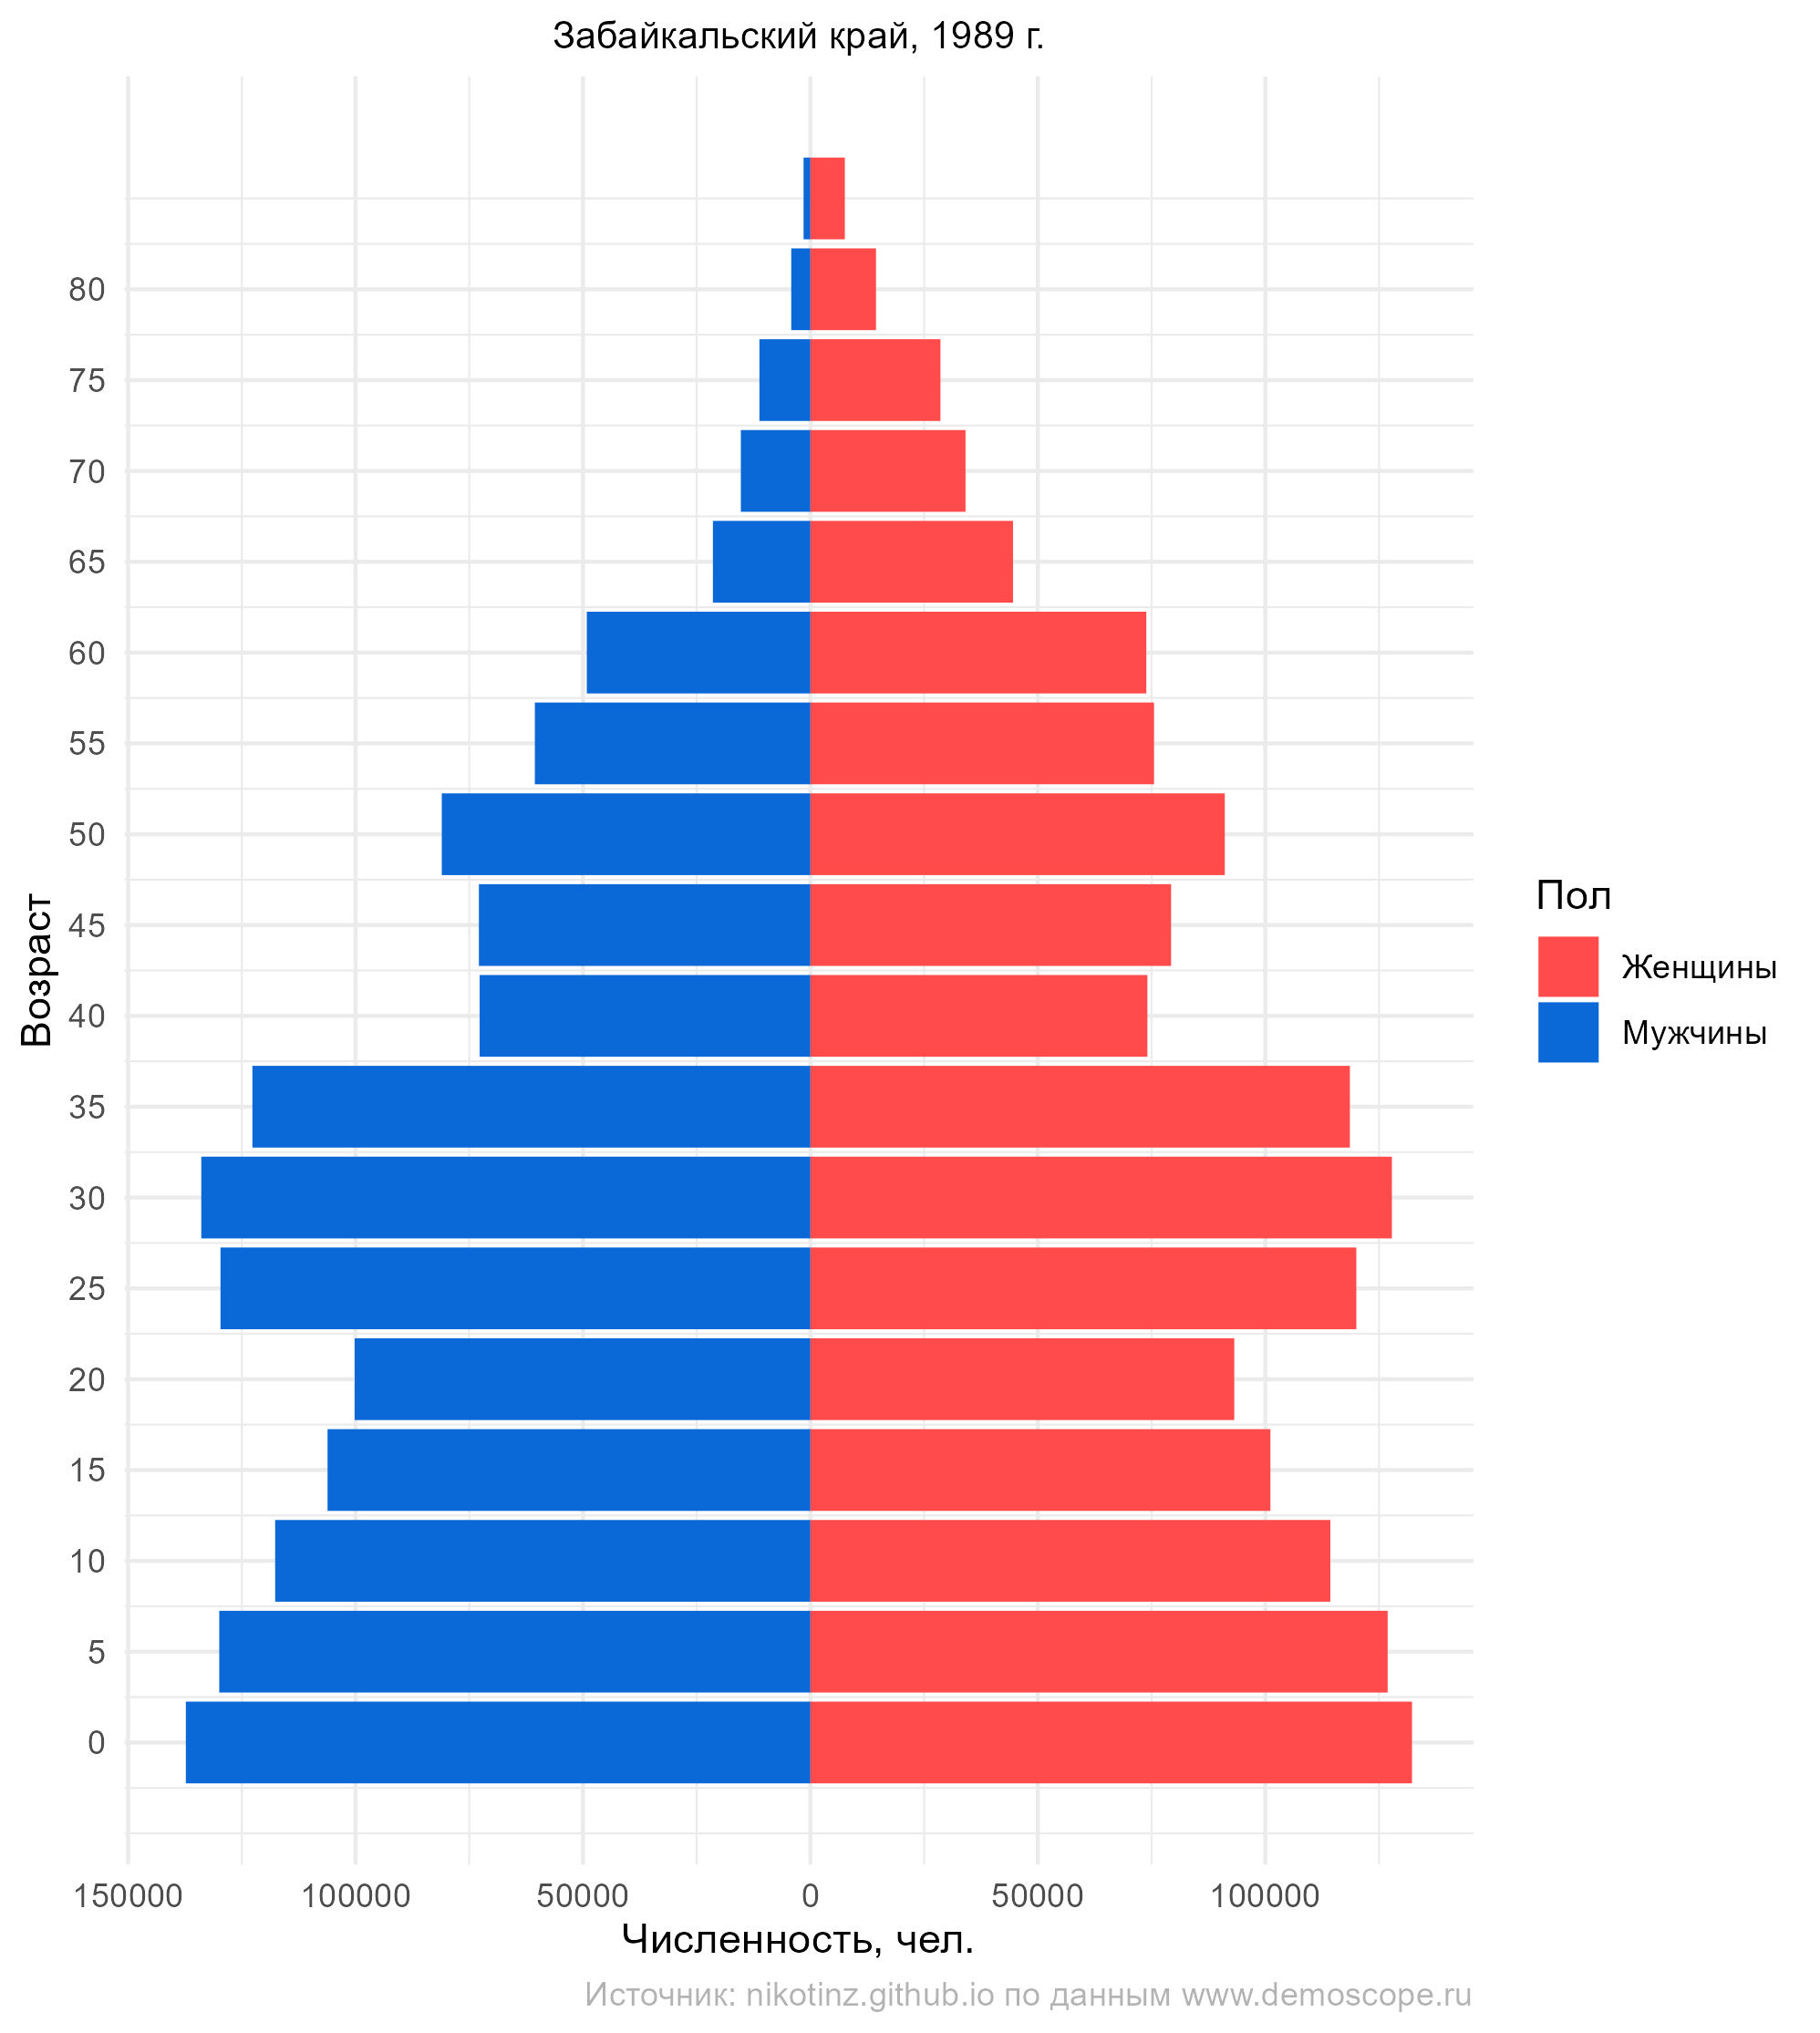 Забайкальский край, 1989 г.
80
75
70
65
60
55
50
45
40
35
30
25
20
15
10
5
0
Возраст
150000 100000 50000 0 50000 100000
Численность, чел.
Пол
Женщины
Мужчины
Источник: nikotinz.github.io по данным www.demoscope.ru